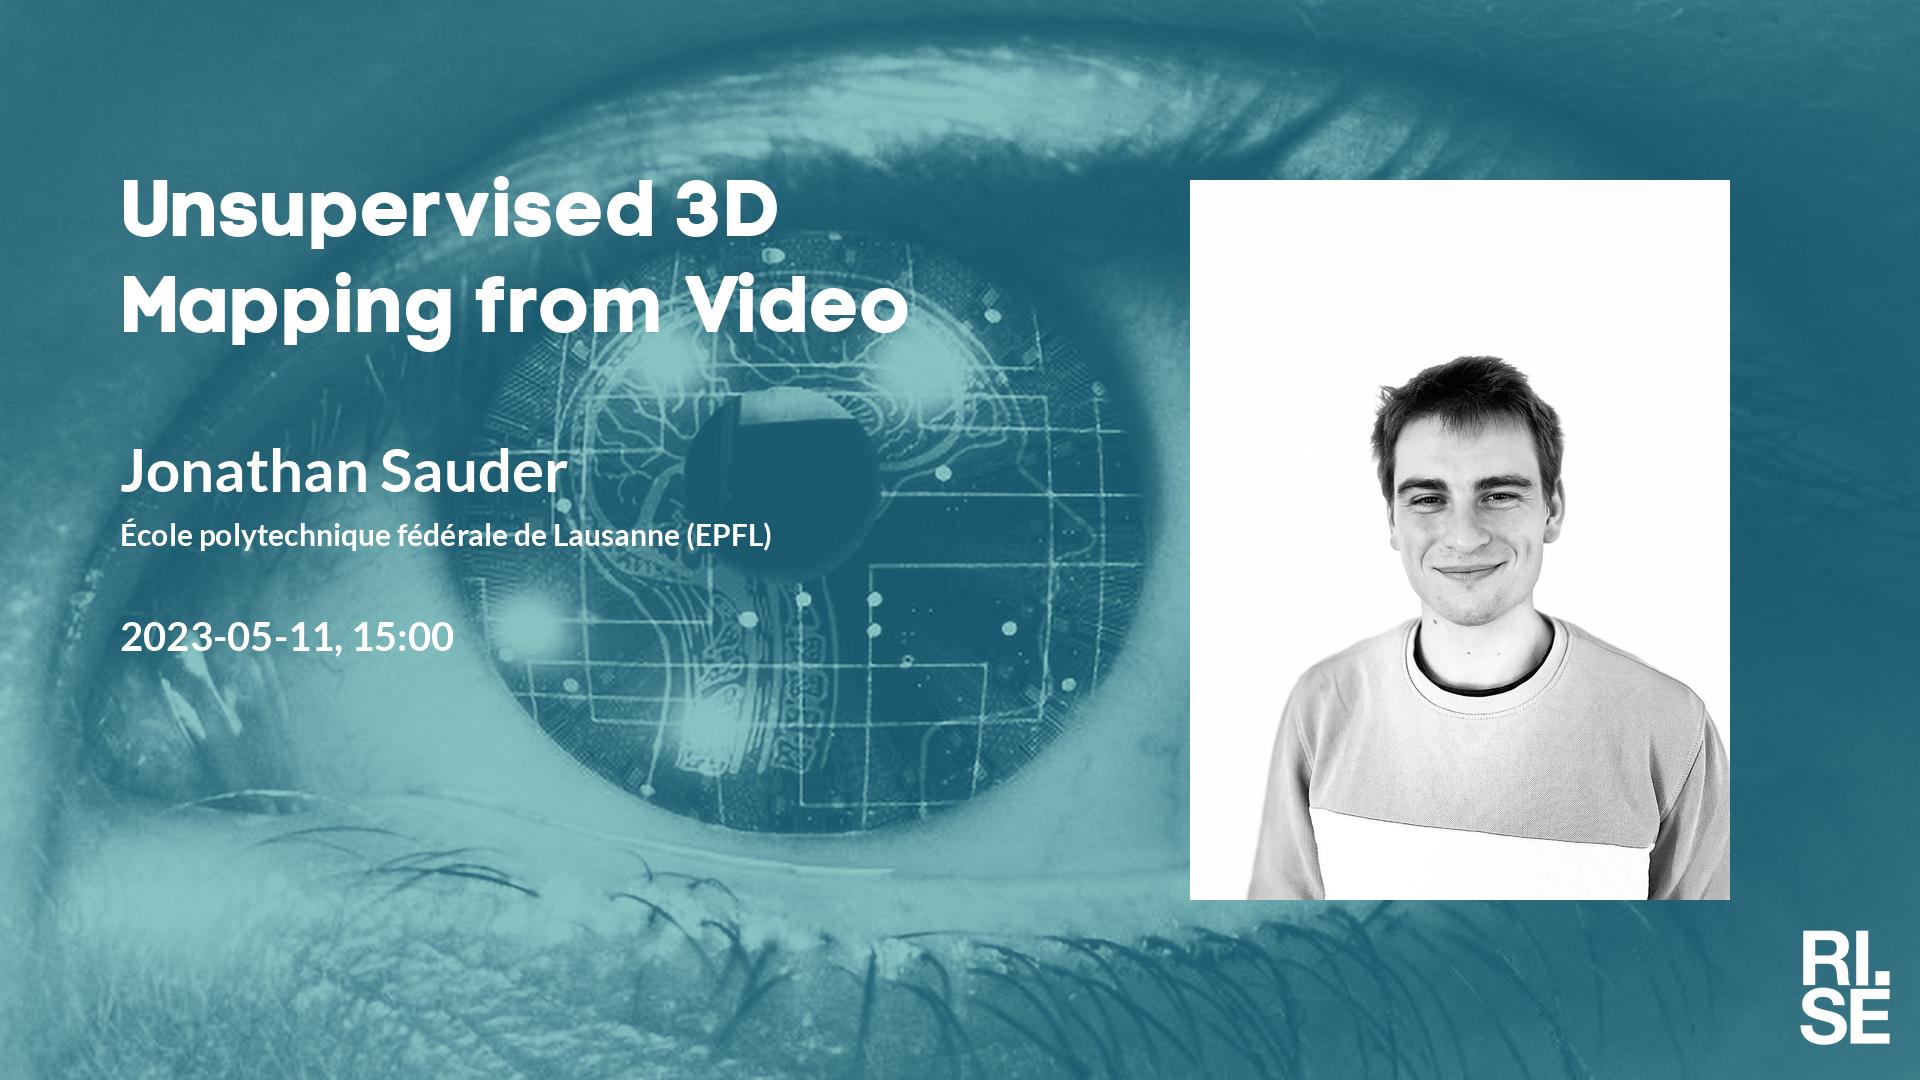 Unsupervised 3D
Mapping from Video
Jonathan Sauder
École polytechnique fédérale de Lausanne (EPFL)
2023-05-11, 15:00
RI.
SE